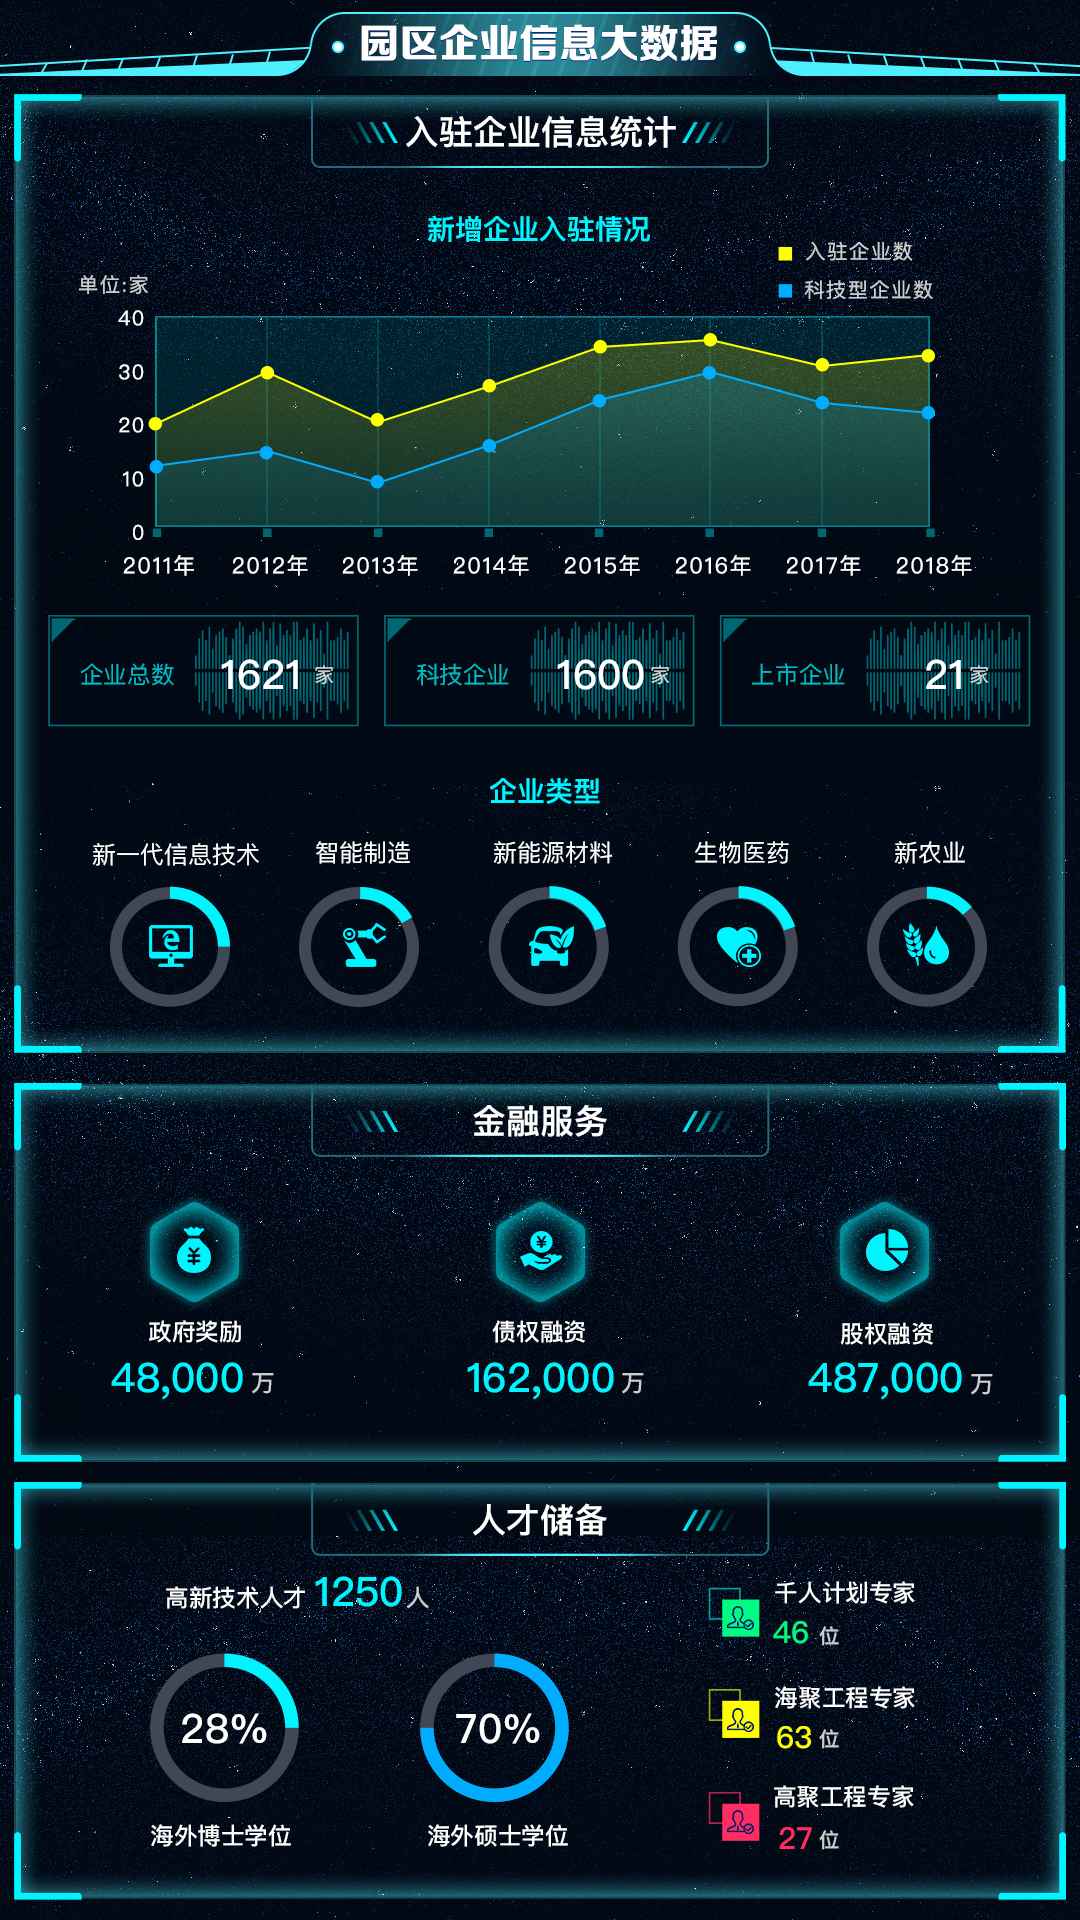 园区企业信息大数据
入驻企业信息统计
新增企业入驻情况
入驻企业数
科技型企业数
单位:家
40
30
20
10
0
2011年 2012年 2013年 2014年 2015年 2016年 2017年 2018年
企业总数 1621 家
科技企业 1600 家
上市企业 21 家
企业类型
新一代信息技术 智能制造 新能源材料 生物医药 新农业
金融服务
政府奖励 债权融资 股权融资
48,000 万 162,000 万 487,000 万
人才储备
高新技术人才 1250 人
28% 70%
海外博士学位 海外硕士学位
千人计划专家
46 位
海聚工程专家
63 位
高聚工程专家
27 位